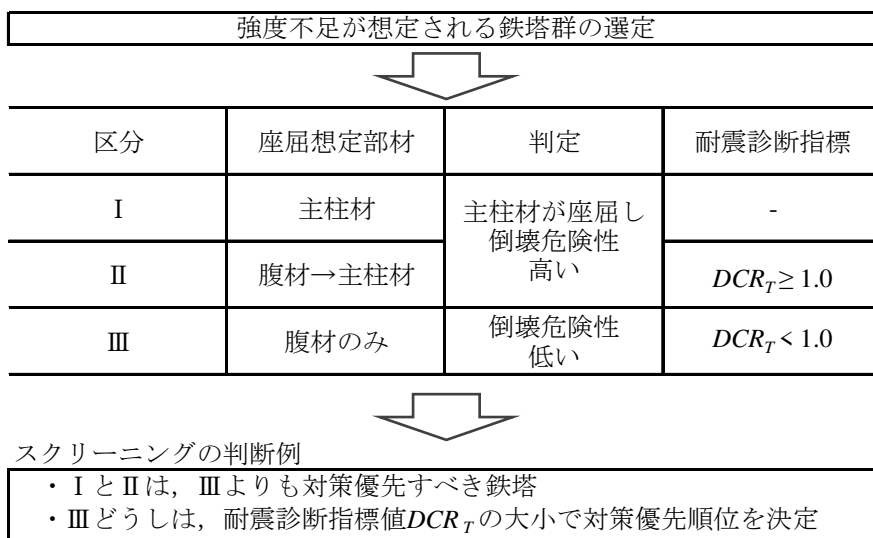 強度不足が想定される鉄塔群の選定
区分 座屈想定部材 判定 耐震診断指標
Ⅰ 主柱材 主柱材が座屈し 倒壊危険性 高い -
Ⅱ 腹材→主柱材 DCR_T ≥ 1.0
Ⅲ 腹材のみ 倒壊危険性 低い DCR_T < 1.0
スクリーニングの判断例
・ⅠとⅡは，Ⅲよりも対策優先すべき鉄塔
・Ⅲどうしは，耐震診断指標値DCR_Tの大小で対策優先順位を決定